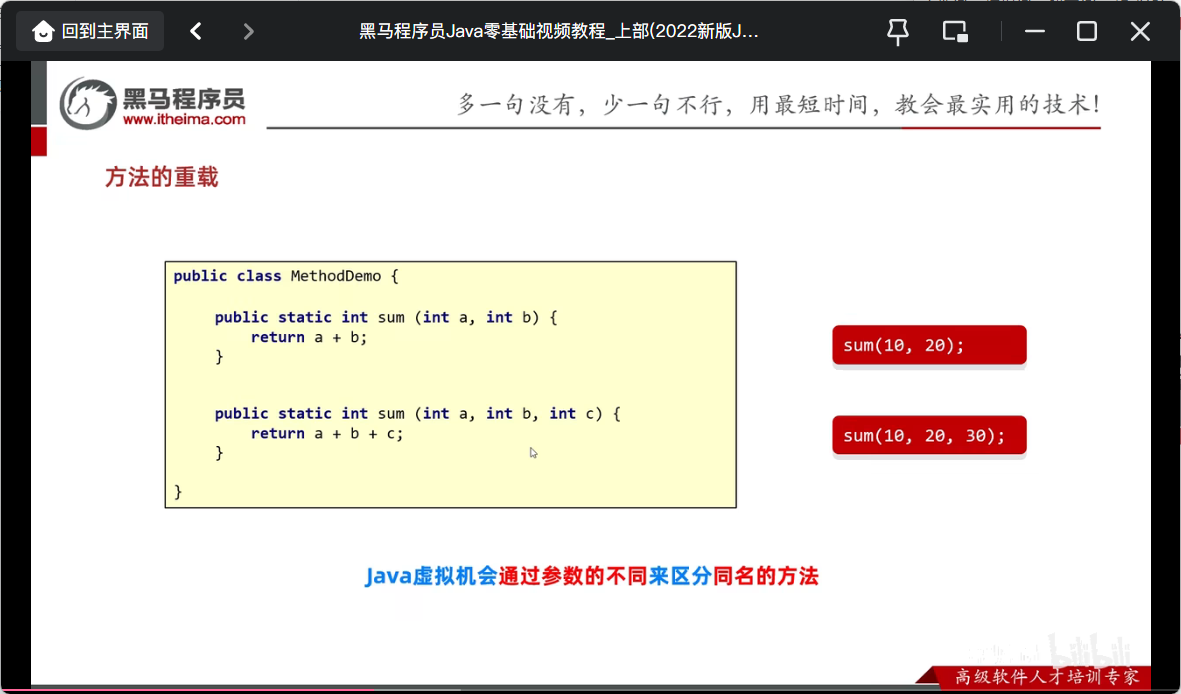 回到主界面
黑马程序员Java零基础视频教程_上部(2022新版J...
黑马程序员
www.itheima.com
多一句没有，少一句不行，用最短时间，教会最实用的技术！
方法的重载
public class MethodDemo {
public static int sum (int a, int b) {
return a + b;
}
public static int sum (int a, int b, int c) {
return a + b + c;
}
}
sum(10, 20);
sum(10, 20, 30);
Java虚拟机会通过参数的不同来区分同名的方法
bilibili
高级软件人才培训专家